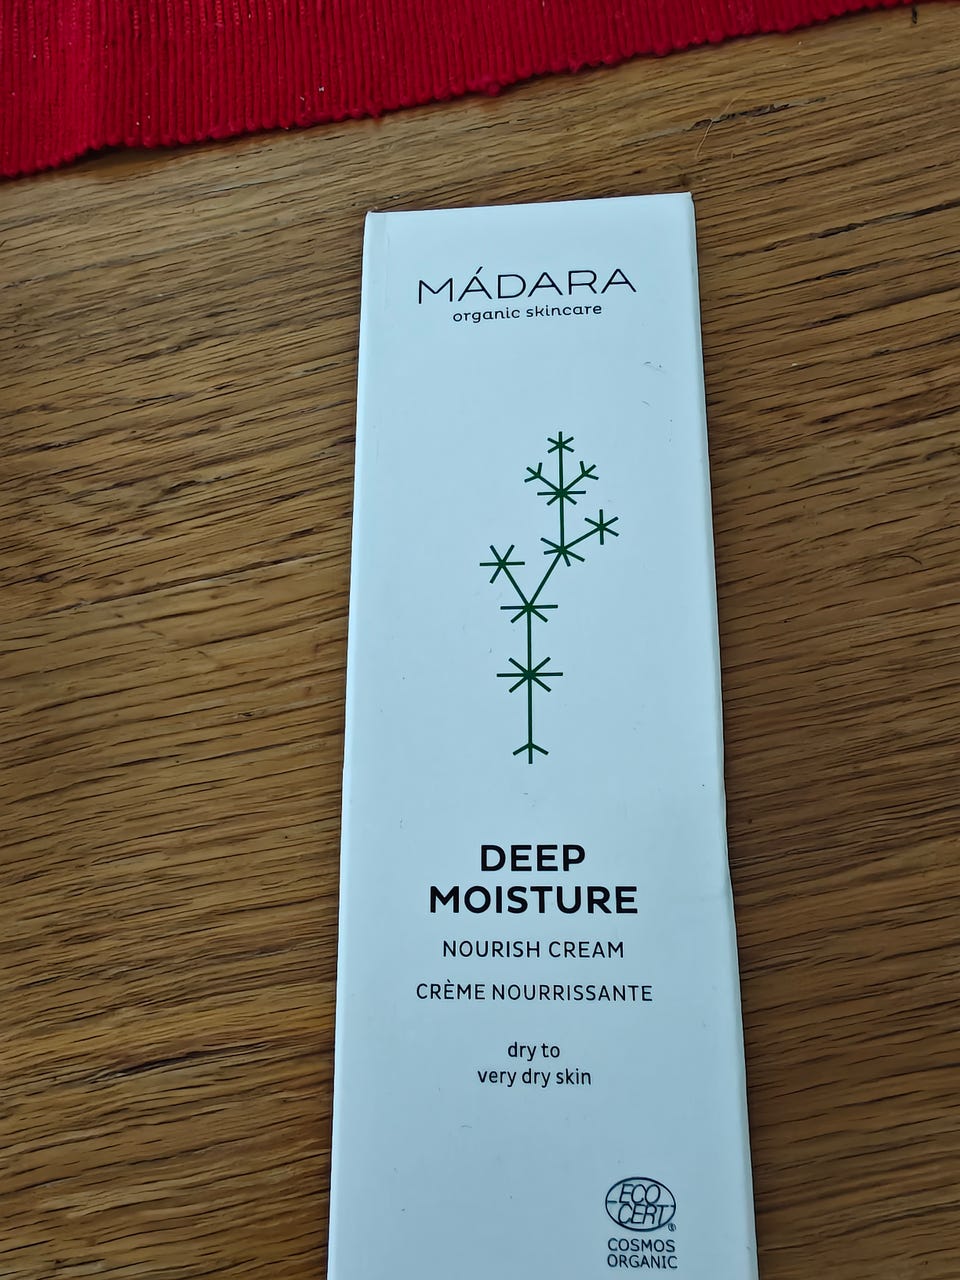 MÁDARA
organic skincare
DEEP
MOISTURE
NOURISH CREAM
CRÈME NOURRISSANTE
dry to
very dry skin
ECO
CERT®
COSMOS
ORGANIC